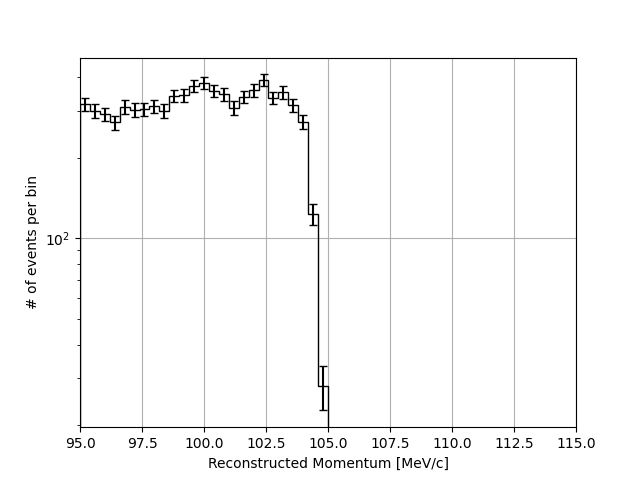 # of events per bin
10²
95.0 97.5 100.0 102.5 105.0 107.5 110.0 112.5 115.0
Reconstructed Momentum [MeV/c]